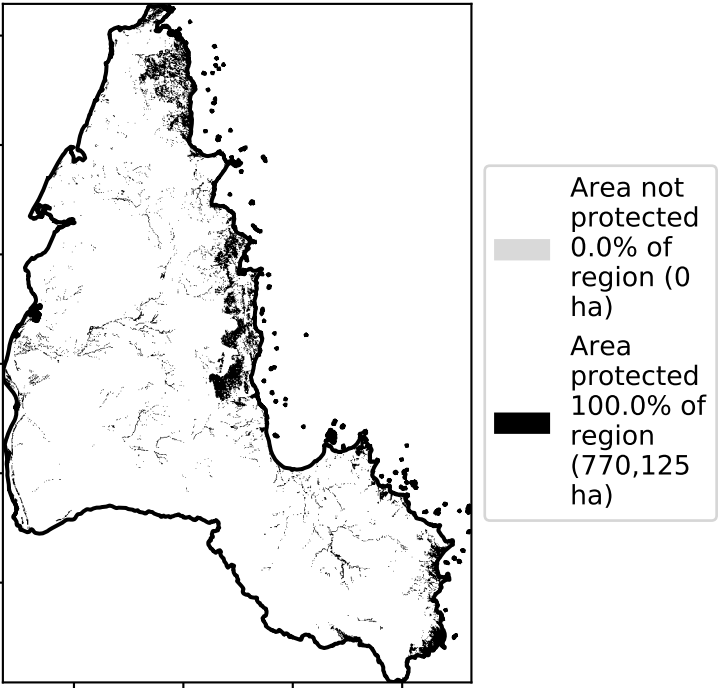 Area not
protected
0.0% of
region (0
ha)
Area
protected
100.0% of
region
(770,125
ha)